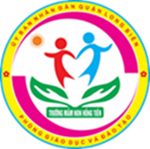 ỦY BAN NHÂN DÂN QUẬN LONG BIÊN
TRƯỜNG MẦM NON HỒNG TIẾN
PHÒNG GIÁO DỤC VÀ ĐÀO TẠO